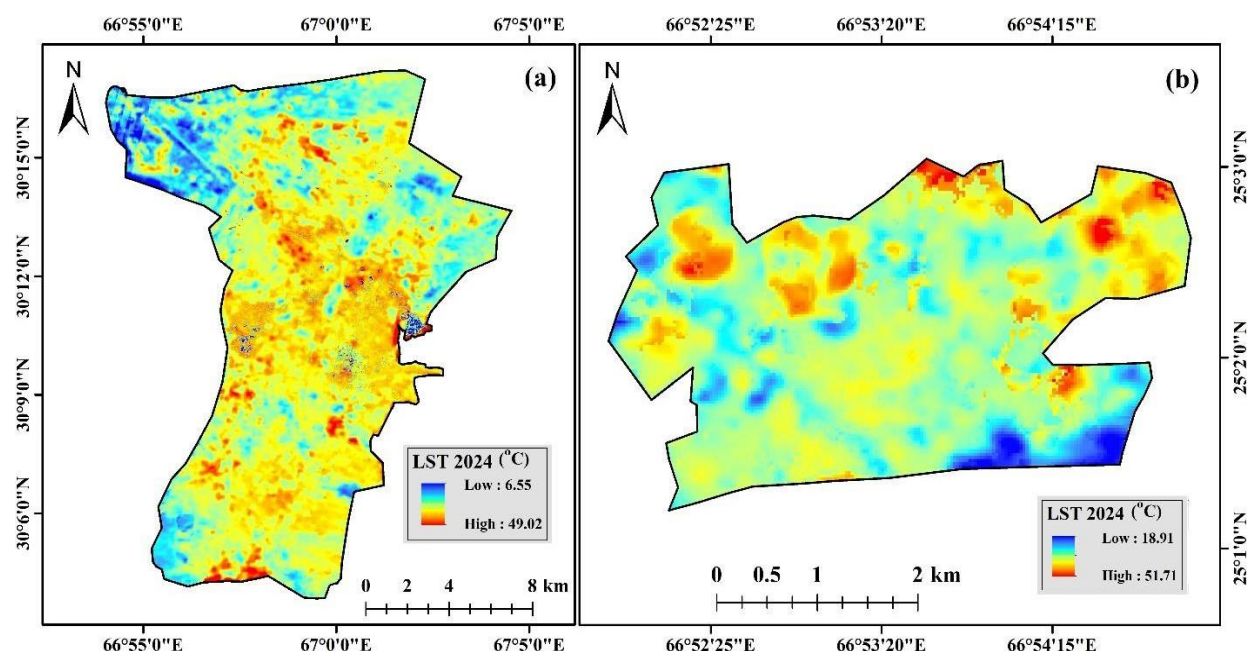 66°55'0"E 67°0'0"E 67°5'0"E
66°52'25"E 66°53'20"E 66°54'15"E
N
(a)
30°15'0"N
30°12'0"N
30°9'0"N
30°6'0"N
LST 2024 (°C)
Low : 6.55
High : 49.02
0 2 4 8 km
66°55'0"E 67°0'0"E 67°5'0"E
N
(b)
25°3'0"N
25°2'0"N
25°1'0"N
LST 2024 (°C)
Low : 18.91
High : 51.71
0 0.5 1 2 km
66°52'25"E 66°53'20"E 66°54'15"E